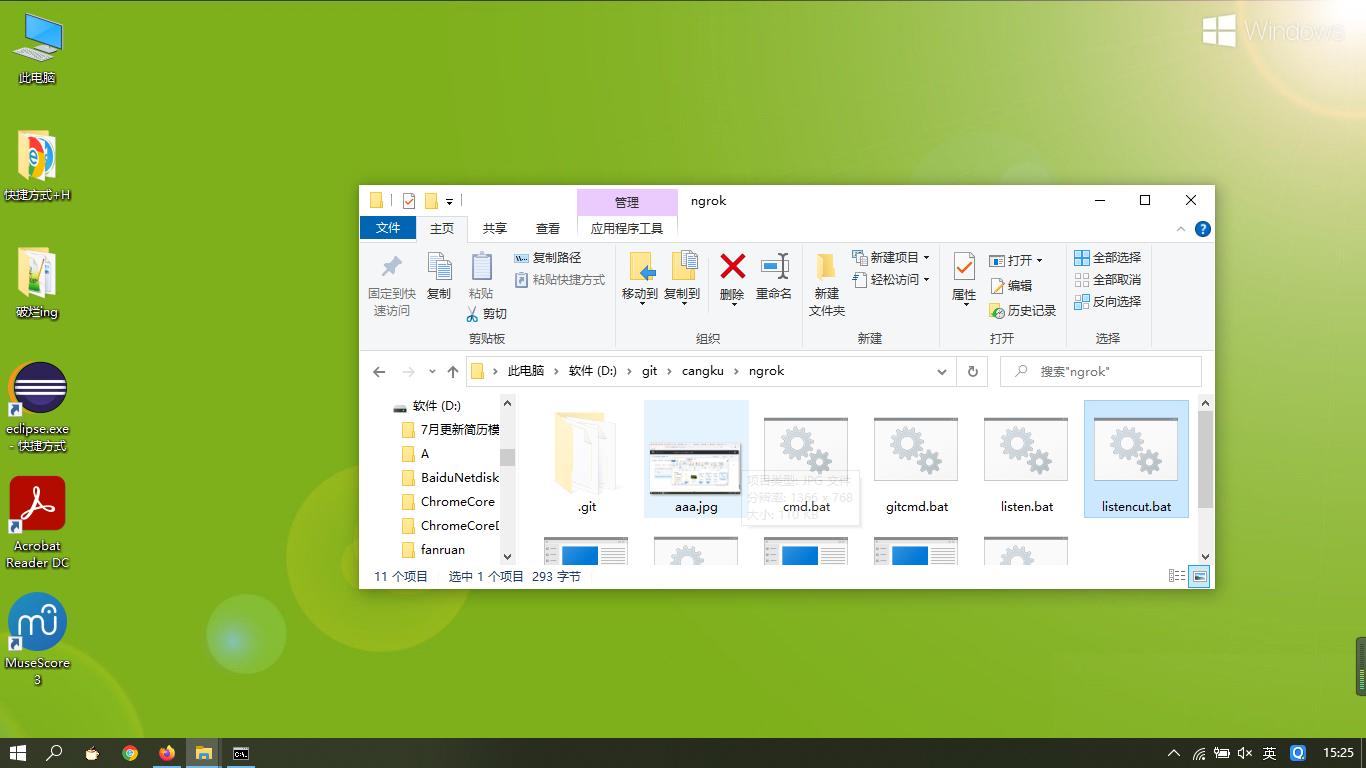 Windows
此电脑
快捷方式+H
破烂ing
eclipse.exe
- 快捷方式
Acrobat
Reader DC
MuseScore
3
管理
ngrok
文件
主页
共享
查看
应用程序工具
固定到快
速访问
复制
粘贴
复制路径
粘贴快捷方式
剪切
剪贴板
移动到
复制到
删除
重命名
组织
新建
文件夹
新建项目
轻松访问
新建
属性
打开
编辑
历史记录
打开
全部选择
全部取消
反向选择
选择
此电脑
软件 (D:)
git
cangku
ngrok
搜索"ngrok"
软件 (D:)
7月更新简历模
A
BaiduNetdisk
ChromeCore
ChromeCoreD
fanruan
.git
aaa.jpg
cmd.bat
gitcmd.bat
listen.bat
listencut.bat
项目类型: JPG 文件
分辨率: 1366 x 768
大小: 110 KB
11 个项目
选中 1 个项目 293 字节
英
15:25